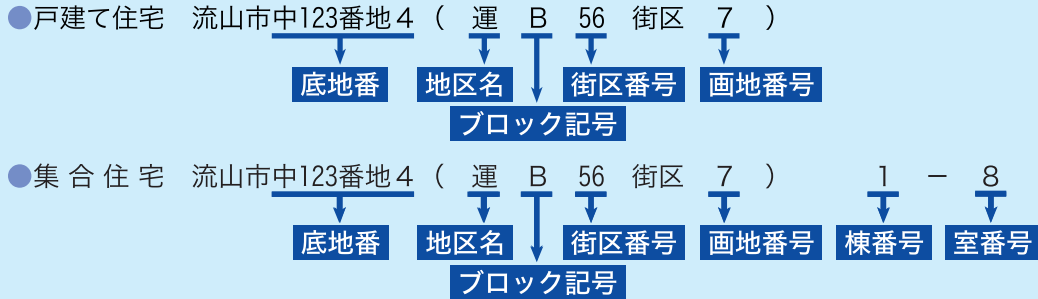 ●戸建て住宅 流山市中123番地4( 運 B 56 街区 7 )
底地番 地区名 街区番号 画地番号
ブロック記号
●集合住宅 流山市中123番地4( 運 B 56 街区 7 ) 1 － 8
底地番 地区名 街区番号 画地番号 棟番号 室番号
ブロック記号